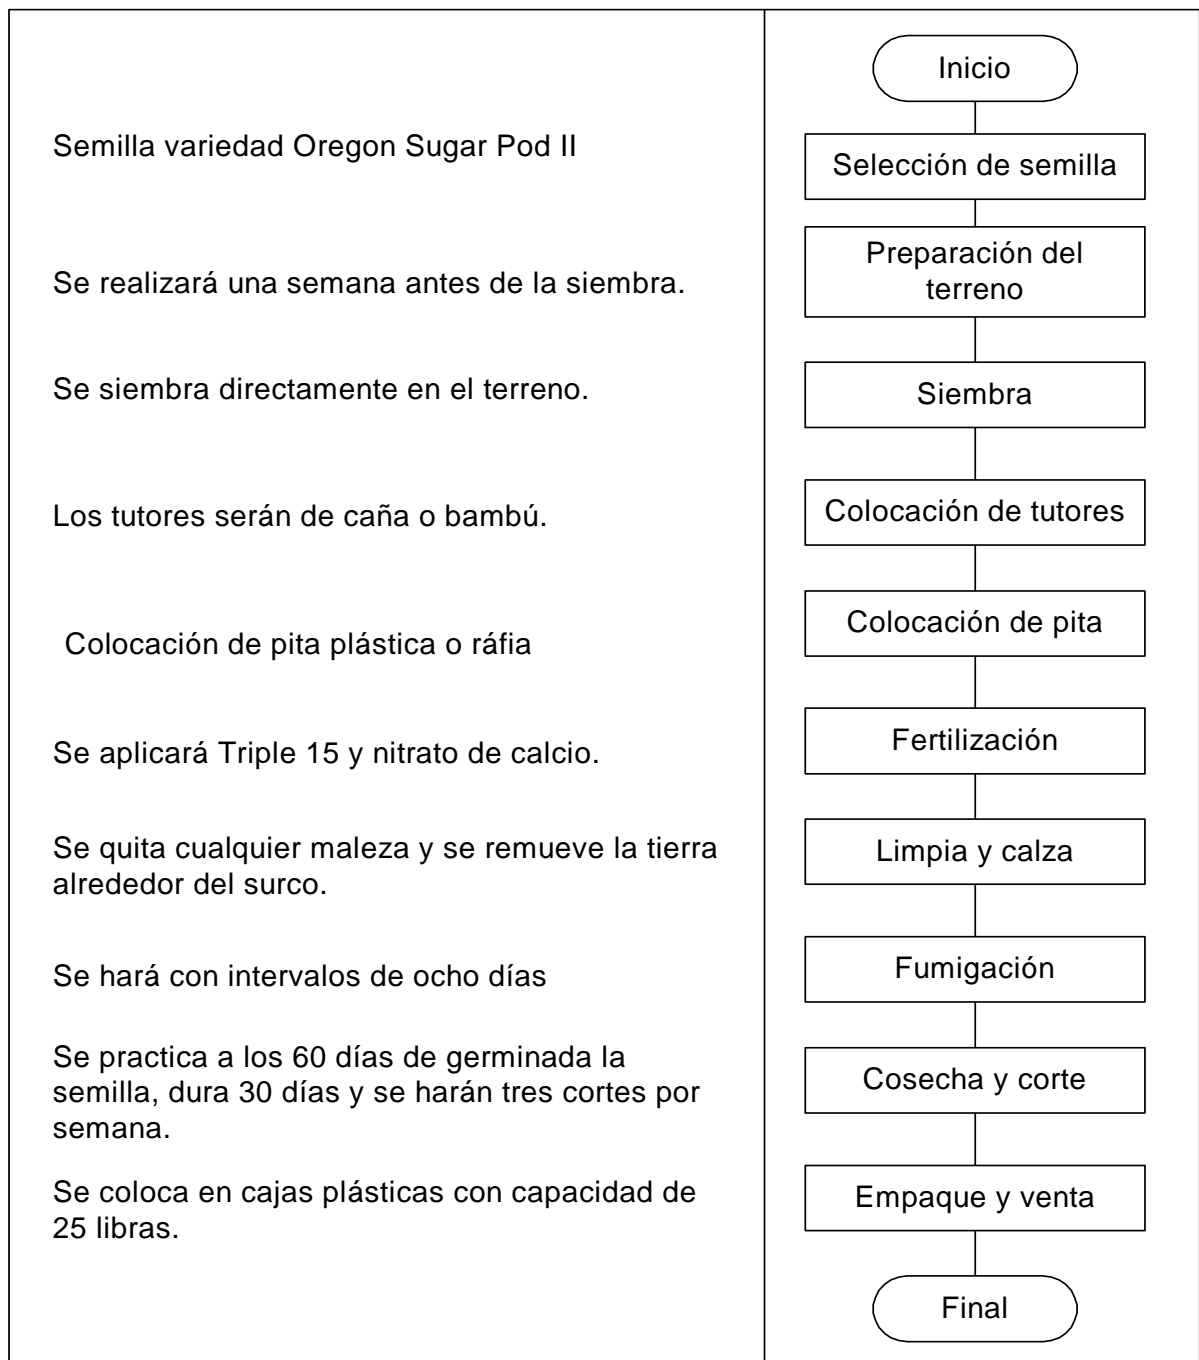 Inicio
Semilla variedad Oregon Sugar Pod II
Selección de semilla
Se realizará una semana antes de la siembra.
Preparación del
terreno
Se siembra directamente en el terreno.
Siembra
Los tutores serán de caña o bambú.
Colocación de tutores
Colocación de pita plástica o ráfia
Colocación de pita
Se aplicará Triple 15 y nitrato de calcio.
Fertilización
Se quita cualquier maleza y se remueve la tierra
alrededor del surco.
Limpia y calza
Se hará con intervalos de ocho días
Fumigación
Se practica a los 60 días de germinada la
semilla, dura 30 días y se harán tres cortes por
semana.
Cosecha y corte
Se coloca en cajas plásticas con capacidad de
25 libras.
Empaque y venta
Final